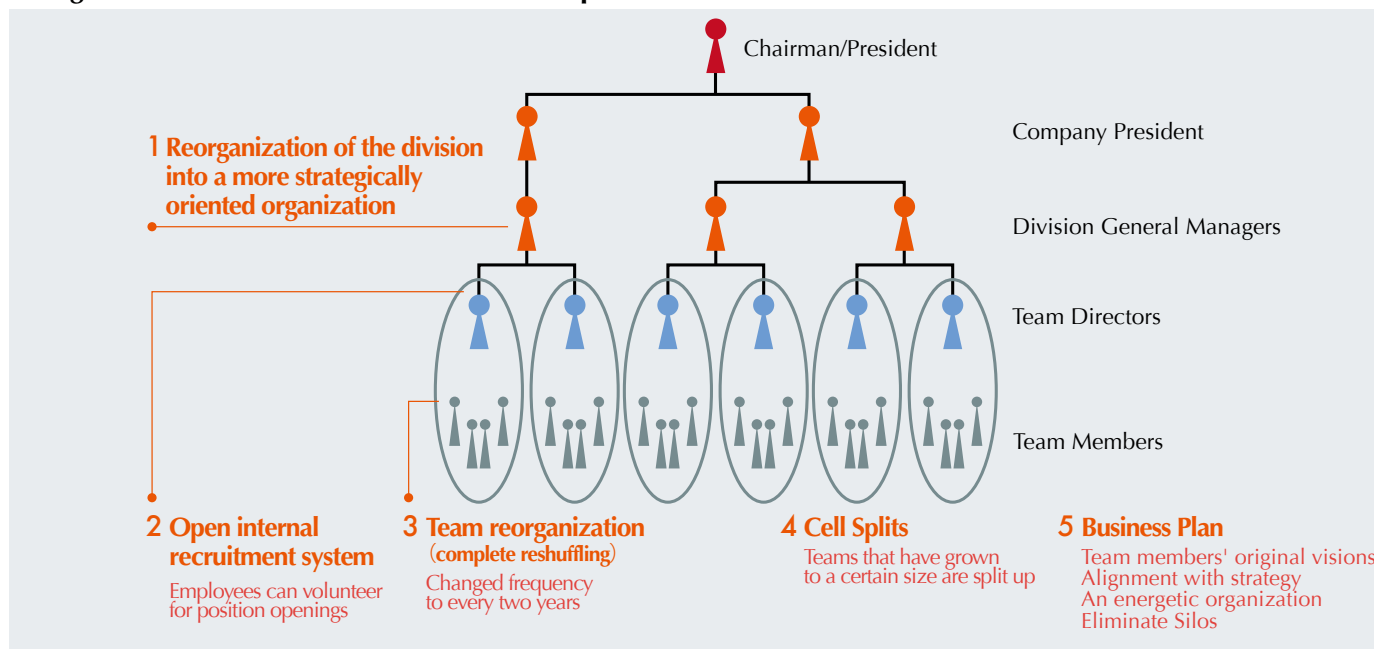 Chairman/President
Company President
1 Reorganization of the division
into a more strategically
oriented organization
Division General Managers
Team Directors
Team Members
2 Open internal
recruitment system
Employees can volunteer
for position openings
3 Team reorganization
(complete reshuffling)
Changed frequency
to every two years
4 Cell Splits
Teams that have grown
to a certain size are split up
5 Business Plan
Team members' original visions
Alignment with strategy
An energetic organization
Eliminate Silos